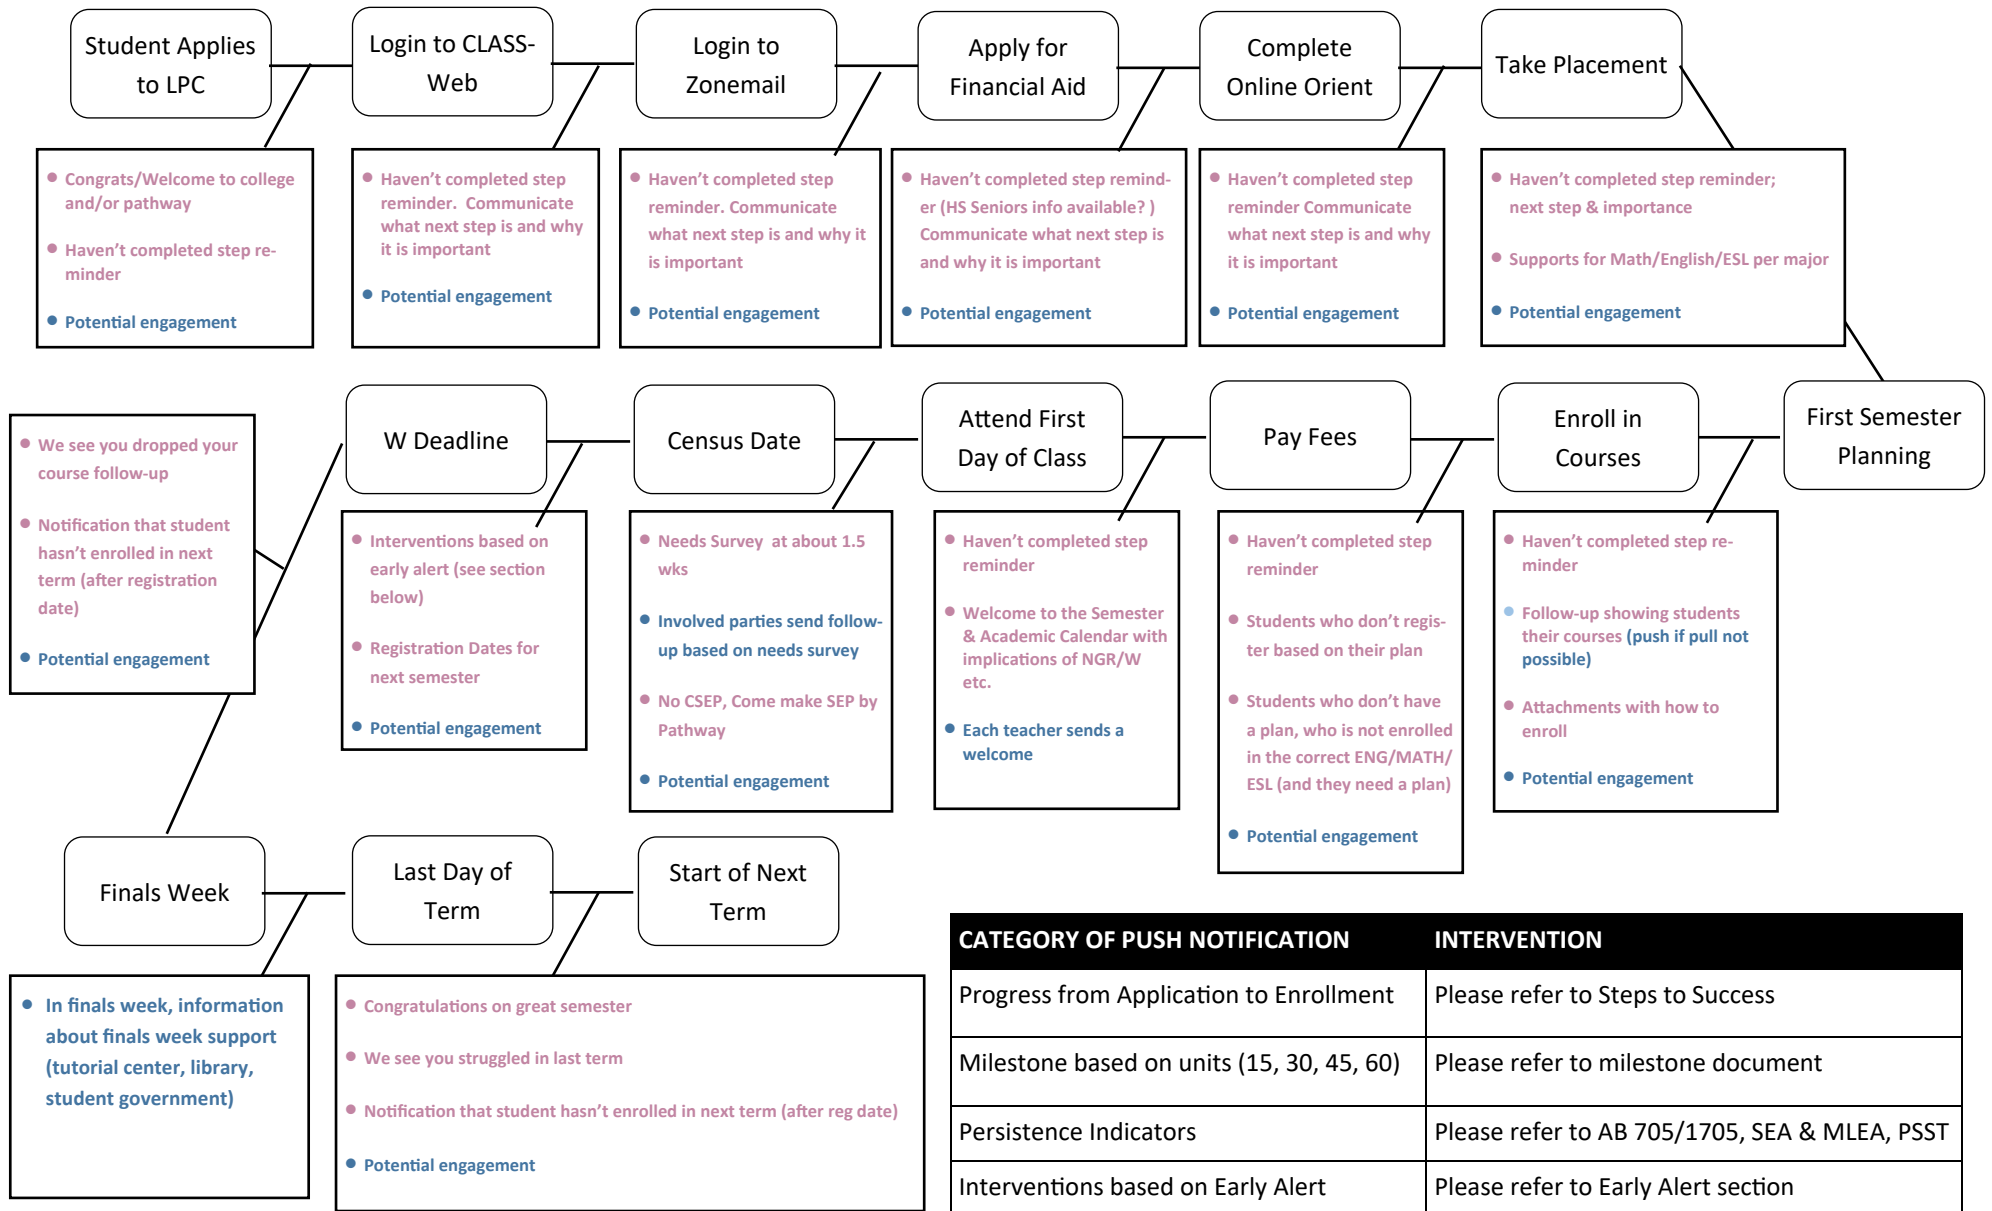 Student Applies
to LPC
Login to CLASS-
Web
Login to
Zonemail
Apply for
Financial Aid
Complete
Online Orient
Take Placement
Congrats/Welcome to college
and/or pathway
Haven't completed step re-
minder
Potential engagement
Haven't completed step
reminder.  Communicate
what next step is and why
it is important
Potential engagement
Haven't completed step
reminder. Communicate
what next step is and why it
is important
Potential engagement
Haven't completed step remind-
er (HS Seniors info available? )
Communicate what next step is
and why it is important
Potential engagement
Haven't completed step
reminder Communicate
what next step is and why
it is important
Potential engagement
Haven't completed step reminder;
next step & importance
Supports for Math/English/ESL per major
Potential engagement
We see you dropped your
course follow-up
Notification that student
hasn't enrolled in next
term (after registration
date)
Potential engagement
W Deadline
Census Date
Attend First
Day of Class
Pay Fees
Enroll in
Courses
First Semester
Planning
Interventions based on
early alert (see section
below)
Registration Dates for
next semester
Potential engagement
Needs Survey  at about 1.5
wks
Involved parties send follow-
up based on needs survey
No CSEP, Come make SEP by
Pathway
Potential engagement
Haven't completed step
reminder
Welcome to the Semester
& Academic Calendar with
implications of NGR/W
etc.
Each teacher sends a
welcome
Haven't completed step
reminder
Students who don't regis-
ter based on their plan
Students who don't have
a plan, who is not enrolled
in the correct ENG/MATH/
ESL (and they need a plan)
Potential engagement
Haven't completed step re-
minder
Follow-up showing students
their courses (push if pull not
possible)
Attachments with how to
enroll
Potential engagement
Finals Week
Last Day of
Term
Start of Next
Term
In finals week, information
about finals week support
(tutorial center, library,
student government)
Congratulations on great semester
We see you struggled in last term
Notification that student hasn't enrolled in next term (after reg date)
Potential engagement
CATEGORY OF PUSH NOTIFICATION INTERVENTION
Progress from Application to Enrollment Please refer to Steps to Success
Milestone based on units (15, 30, 45, 60) Please refer to milestone document
Persistence Indicators Please refer to AB 705/1705, SEA & MLEA, PSST
Interventions based on Early Alert Please refer to Early Alert section